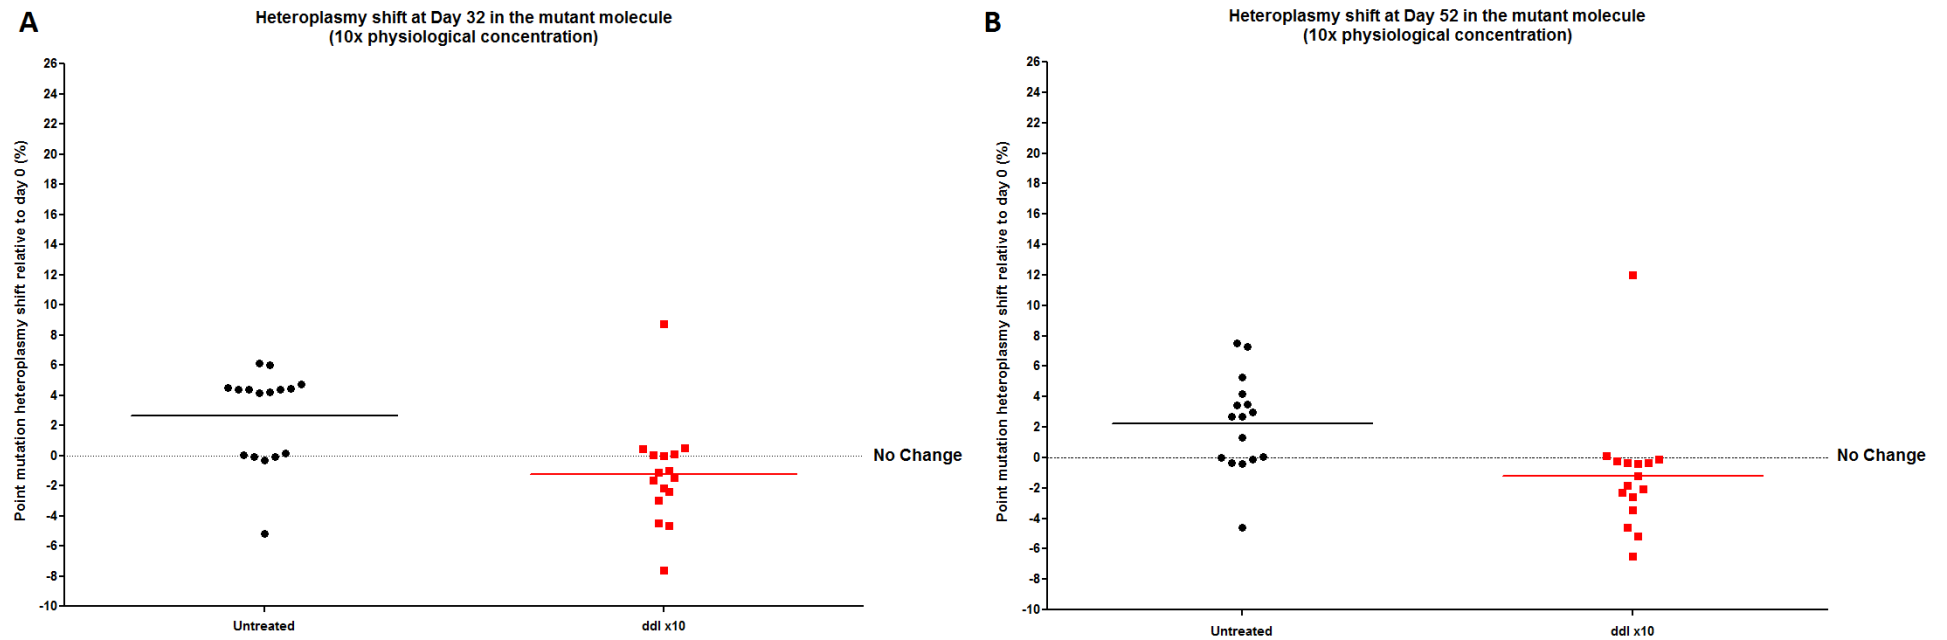 A
Heteroplasmy shift at Day 32 in the mutant molecule
(10x physiological concentration)
Point mutation heteroplasmy shift relative to day 0 (%)
26
24
22
20
18
16
14
12
10
8
6
4
2
0
-2
-4
-6
-8
-10
No Change
Untreated
ddI x10
B
Heteroplasmy shift at Day 52 in the mutant molecule
(10x physiological concentration)
Point mutation heteroplasmy shift relative to day 0 (%)
26
24
22
20
18
16
14
12
10
8
6
4
2
0
-2
-4
-6
-8
-10
No Change
Untreated
ddI x10